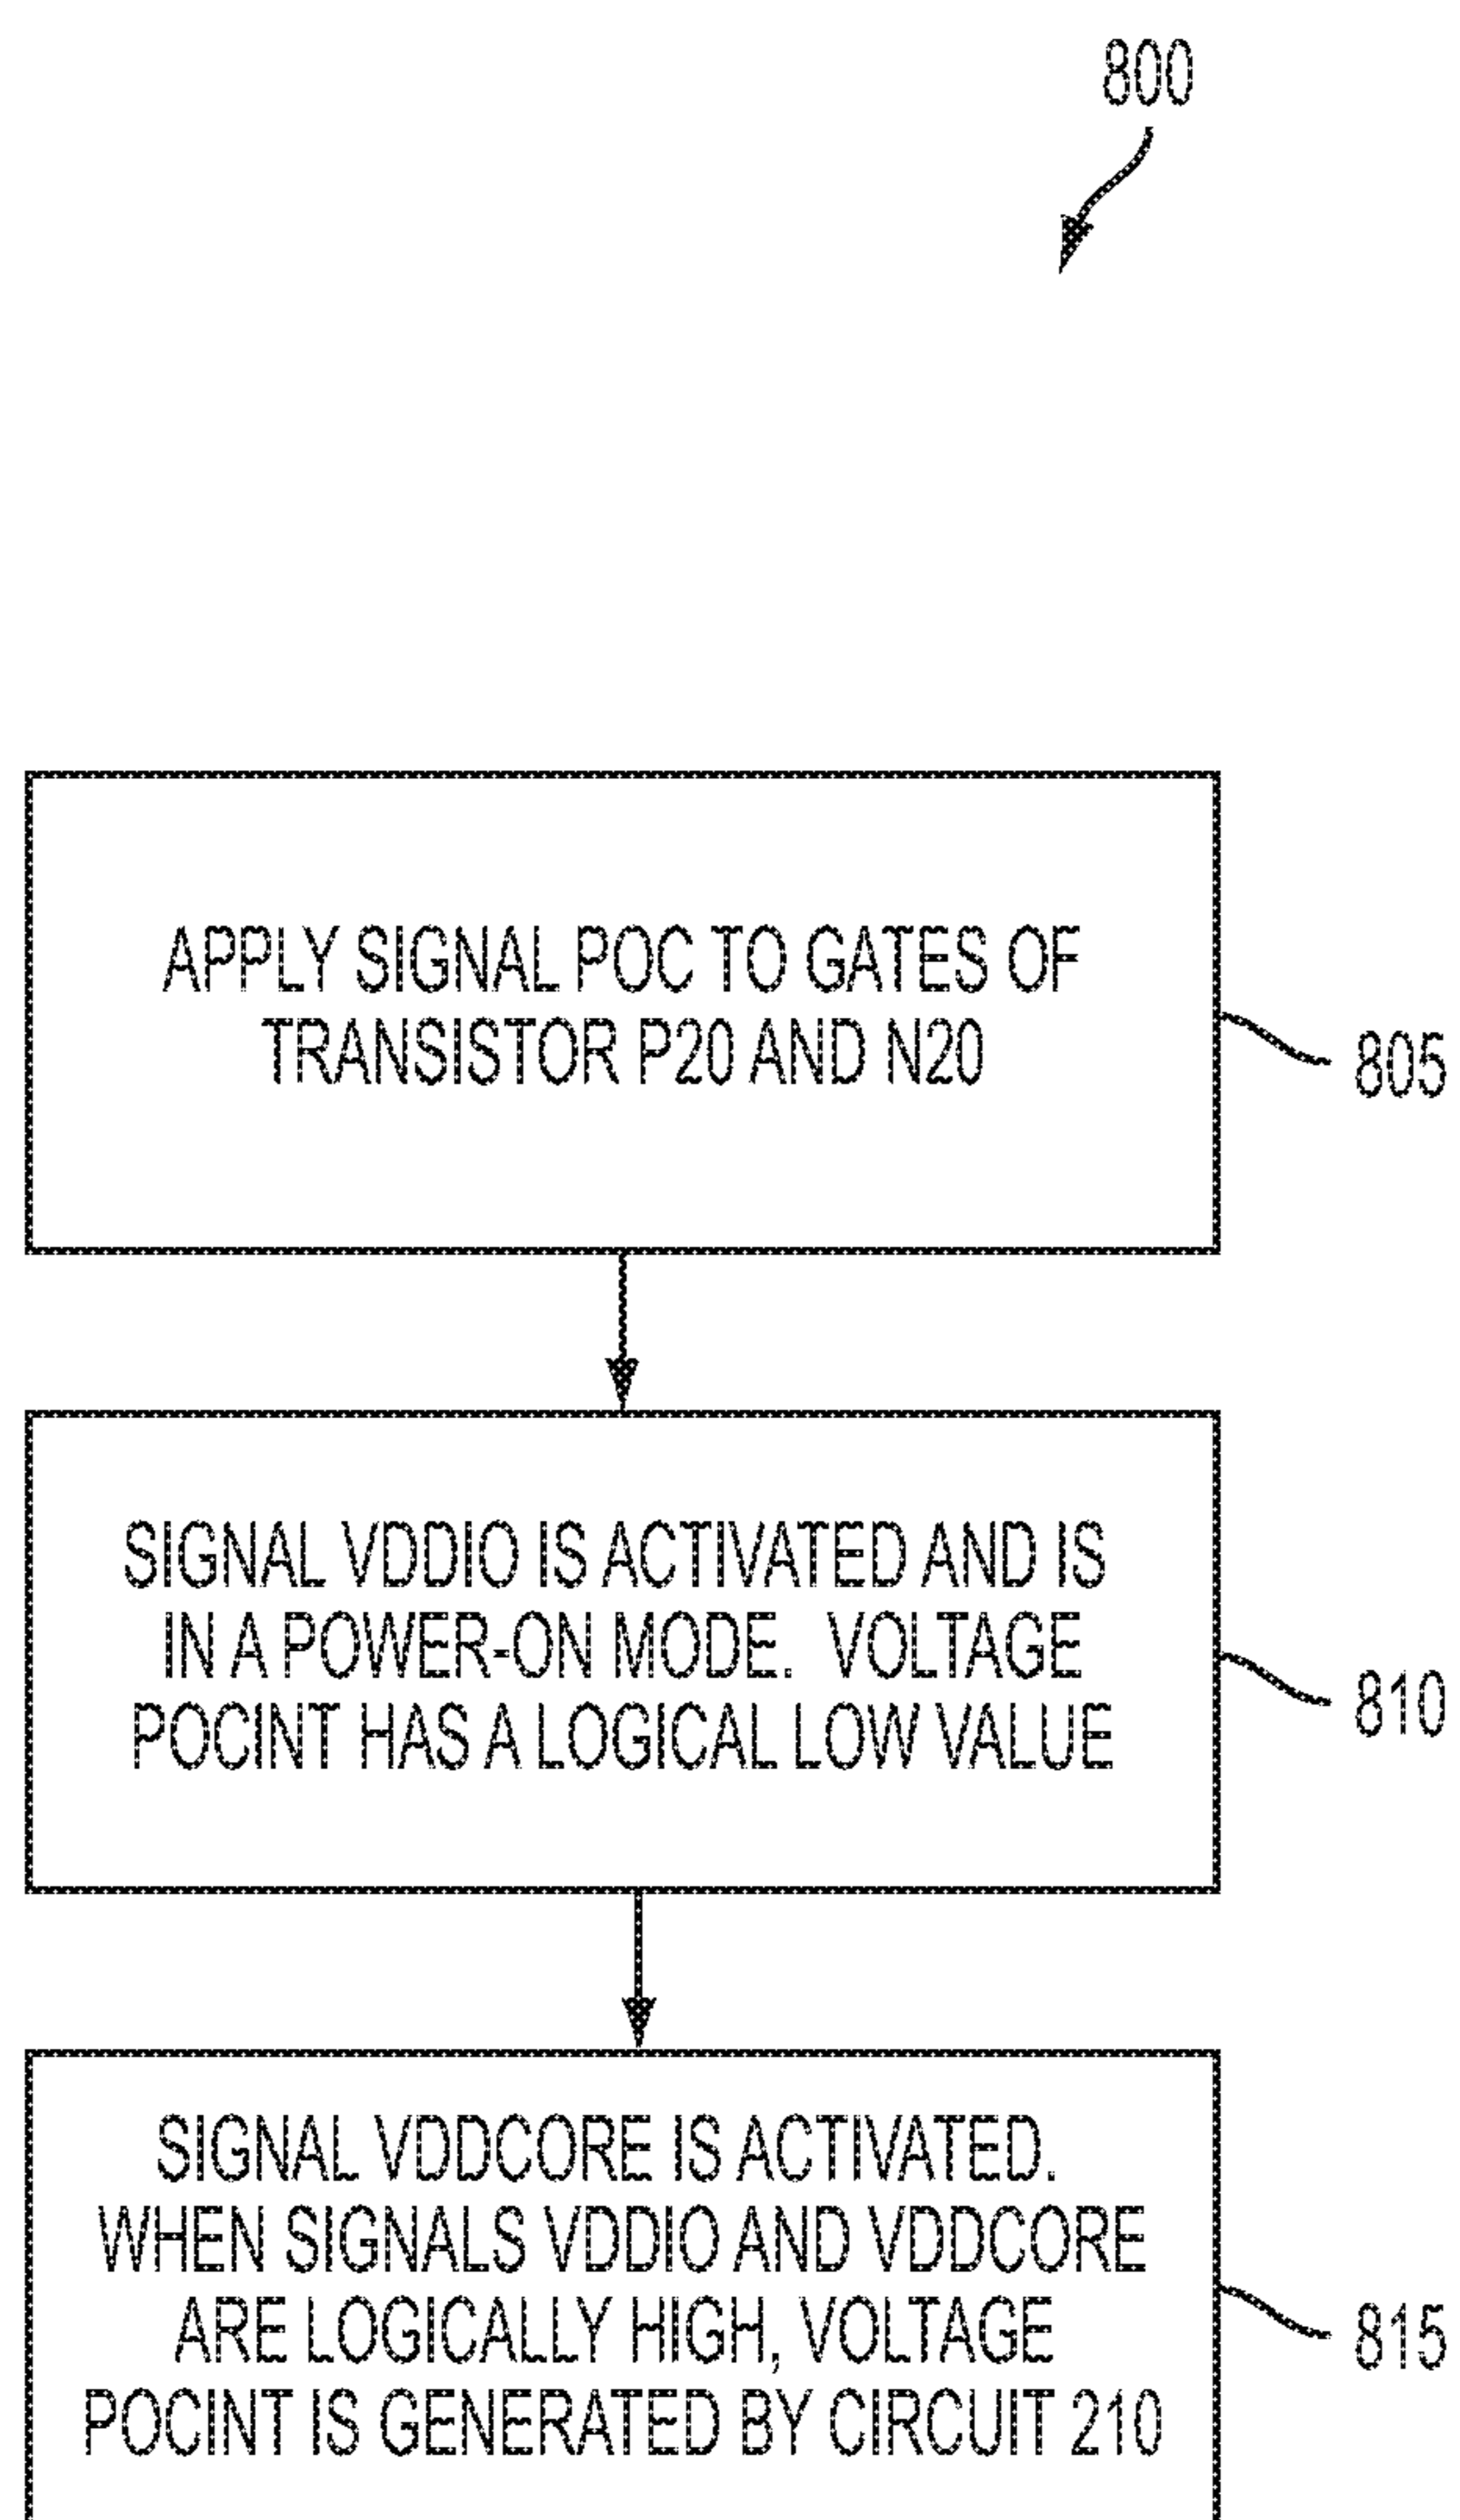 800
APPLY SIGNAL POC TO GATES OF
TRANSISTOR P20 AND N20
805
SIGNAL VDDIO IS ACTIVATED AND IS
IN A POWER-ON MODE. VOLTAGE
POCINT HAS A LOGICAL LOW VALUE
810
SIGNAL VDDCORE IS ACTIVATED.
WHEN SIGNALS VDDIO AND VDDCORE
ARE LOGICALLY HIGH, VOLTAGE
POCINT IS GENERATED BY CIRCUIT 210
815